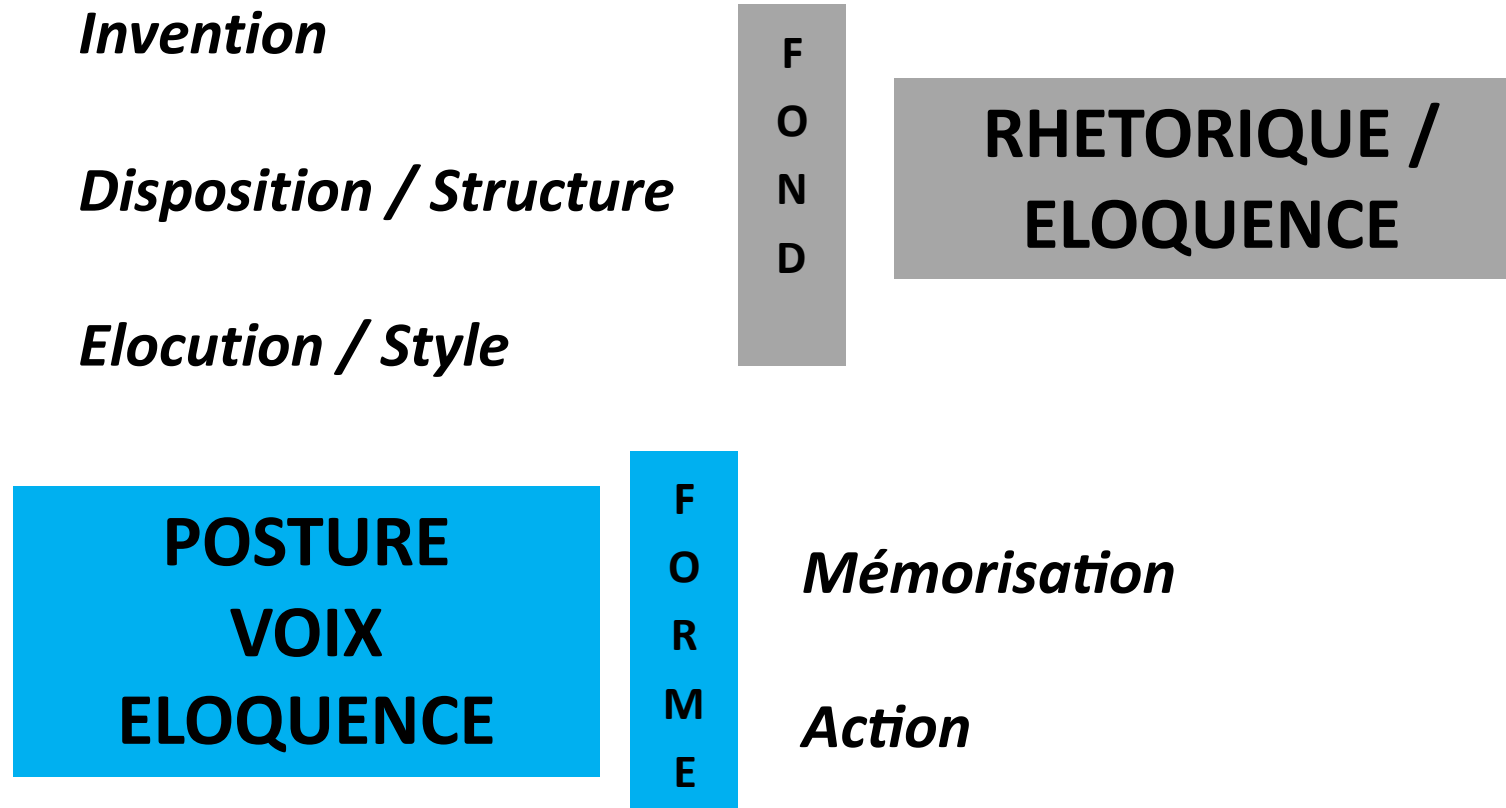 Invention
Disposition / Structure
Elocution / Style
F
O
N
D
RHETORIQUE /
ELOQUENCE
POSTURE
VOIX
ELOQUENCE
F
O
R
M
E
Mémorisation
Action